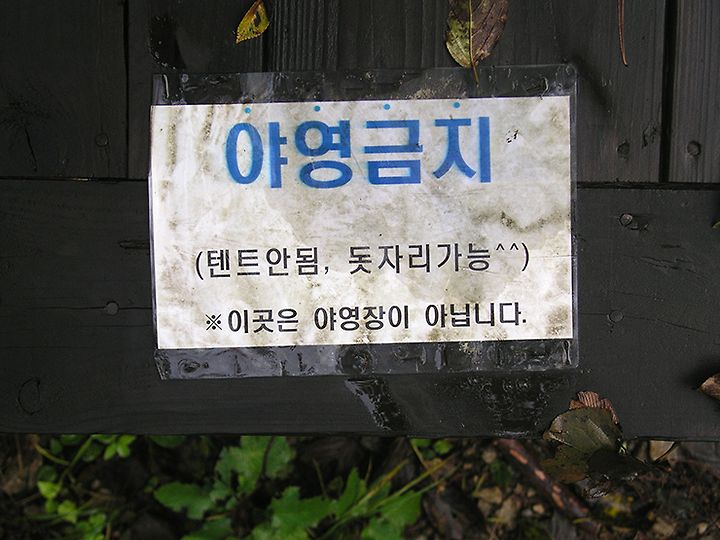 야영금지
(텐트안됨, 돗자리가능^^)
※이곳은 야영장이 아닙니다.